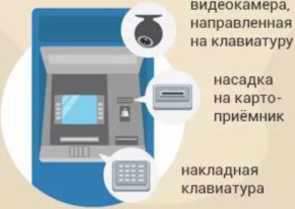 видеокамера,
направленная
на клавиатуру
насадка
на карто-
приёмник
накладная
клавиатура